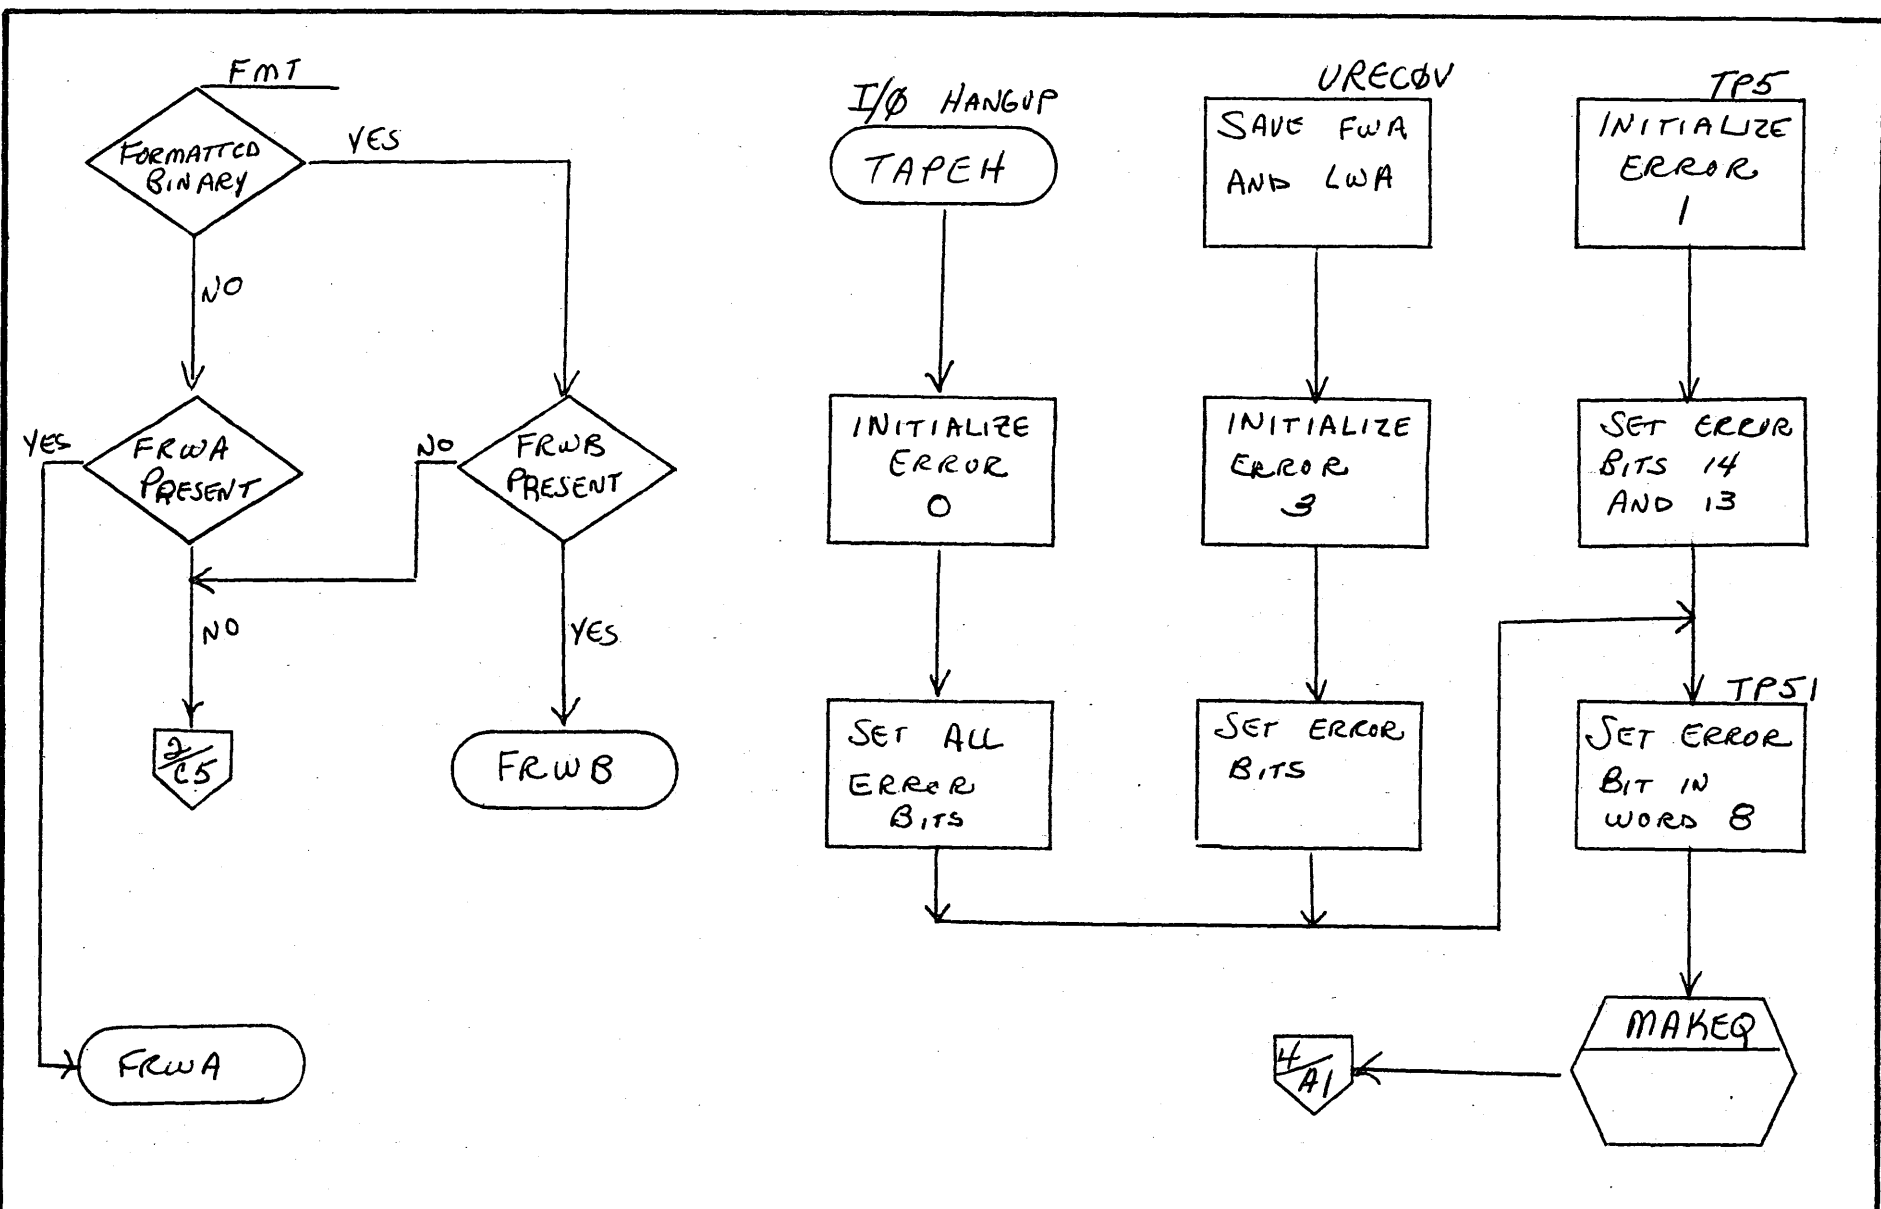 FMT
FORMATTED
BINARY
YES
NO
YES
FRWA
PRESENT
NO
FRWB
PRESENT
NO
YES
2/C5
FRWB
FRWA
I/Ø HANGUP
TAPEH
INITIALIZE
ERROR
0
SET ALL
ERROR
BITS
URECØV
SAVE FWA
AND LWA
INITIALIZE
ERROR
3
SET ERROR
BITS
TP5
INITIALIZE
ERROR
1
SET ERROR
BITS 14
AND 13
TP51
SET ERROR
BIT IN
WORD 8
MAKEQ
4/A1